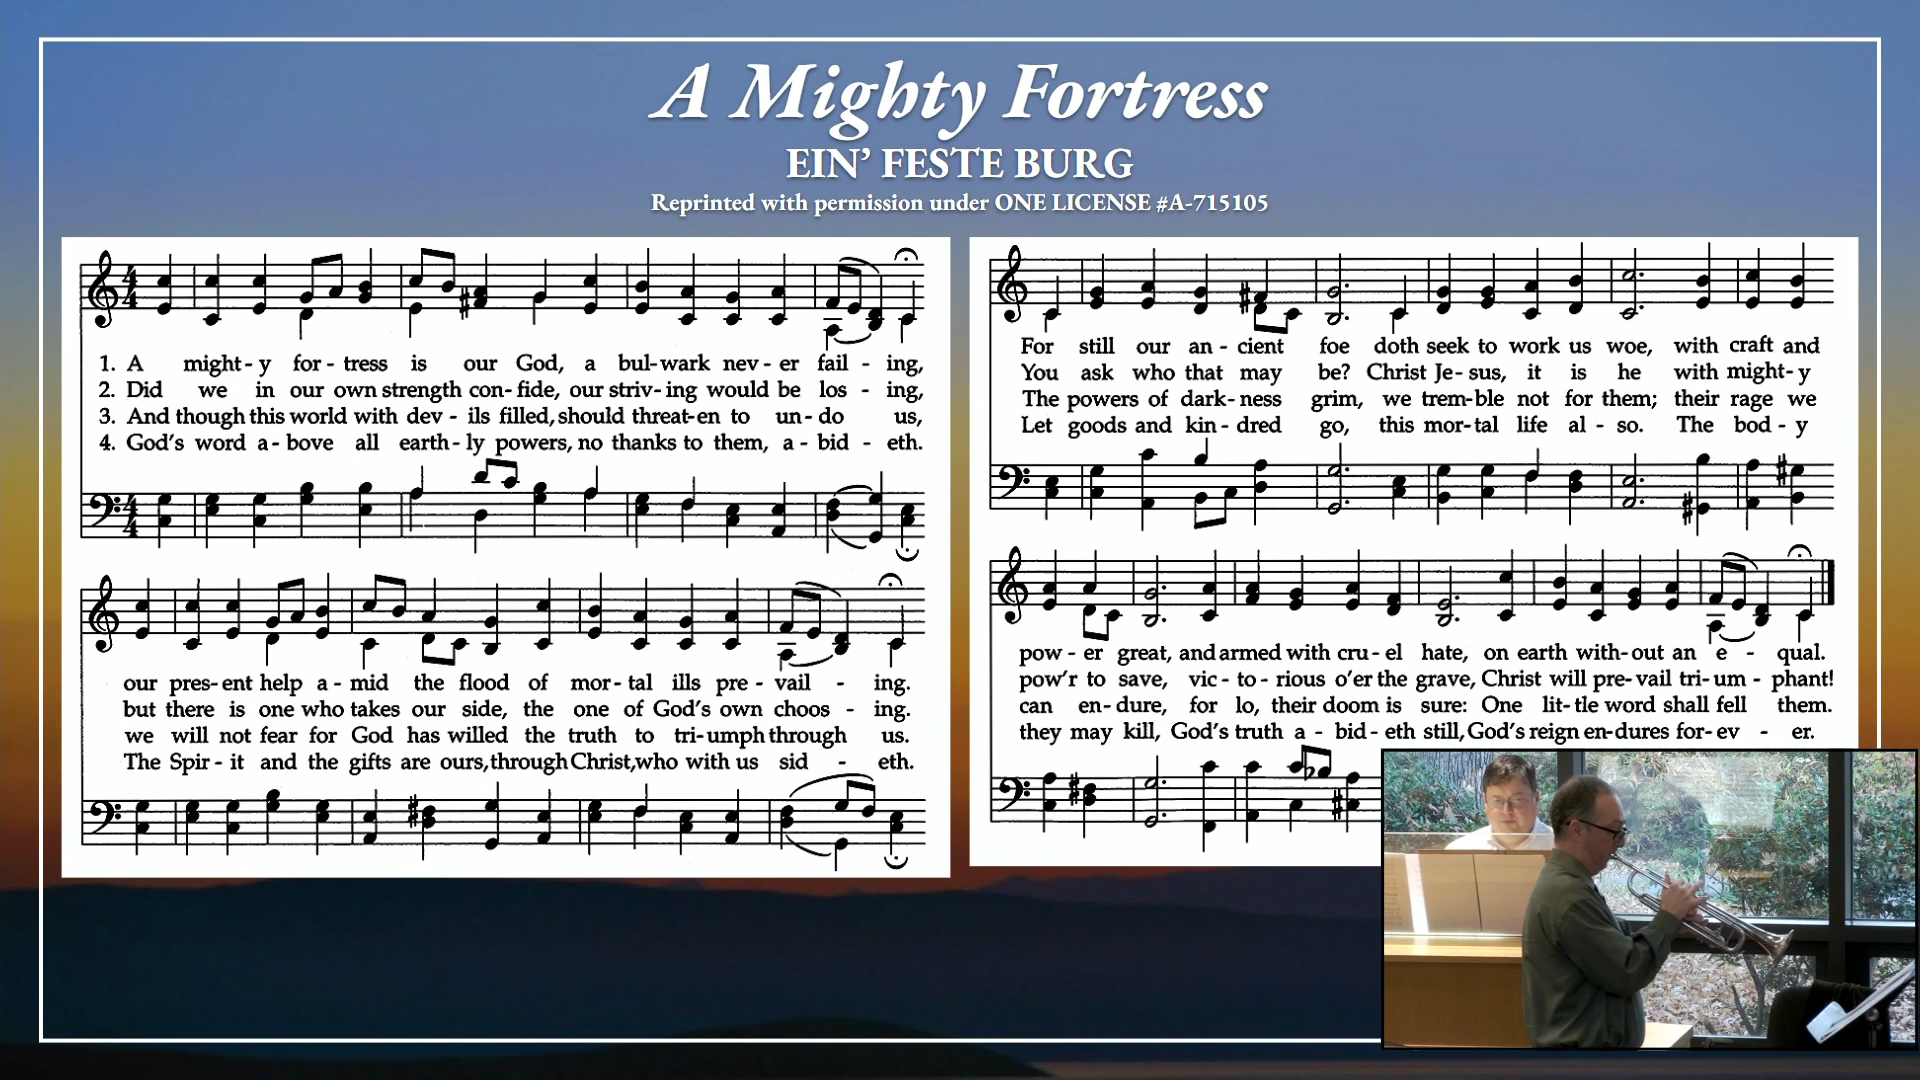 A Mighty Fortress
EIN’ FESTE BURG
Reprinted with permission under ONE LICENSE #A-715105
1. A might-y for-tress is our God, a bul-wark nev-er fail-ing,
2. Did we in our own strength con-fide, our striv-ing would be los-ing,
3. And though this world with dev-ils filled, should threat-en to un-do us,
4. God's word a-bove all earth-ly powers, no thanks to them, a-bid-eth.
our pres-ent help a-mid the flood of mor-tal ills pre-vail-ing.
but there is one who takes our side, the one of God's own choos-ing.
we will not fear for God has willed the truth to tri-umph through us.
The Spir-it and the gifts are ours, through Christ, who with us sid-eth.
For still our an-cient foe doth seek to work us woe, with craft and
You ask who that may be? Christ Je-sus, it is he with might-y
The powers of dark-ness grim, we trem-ble not for them; their rage we
Let goods and kin-dred go, this mor-tal life al-so. The bod-y
pow-er great, and armed with cru-el hate, on earth with-out an e-qual.
pow'r to save, vic-to-rious o'er the grave, Christ will pre-vail tri-um-phant!
can en-dure, for lo, their doom is sure: One lit-tle word shall fell them.
they may kill, God's truth a-bid-eth still, God's reign en-dures for-ev-er.